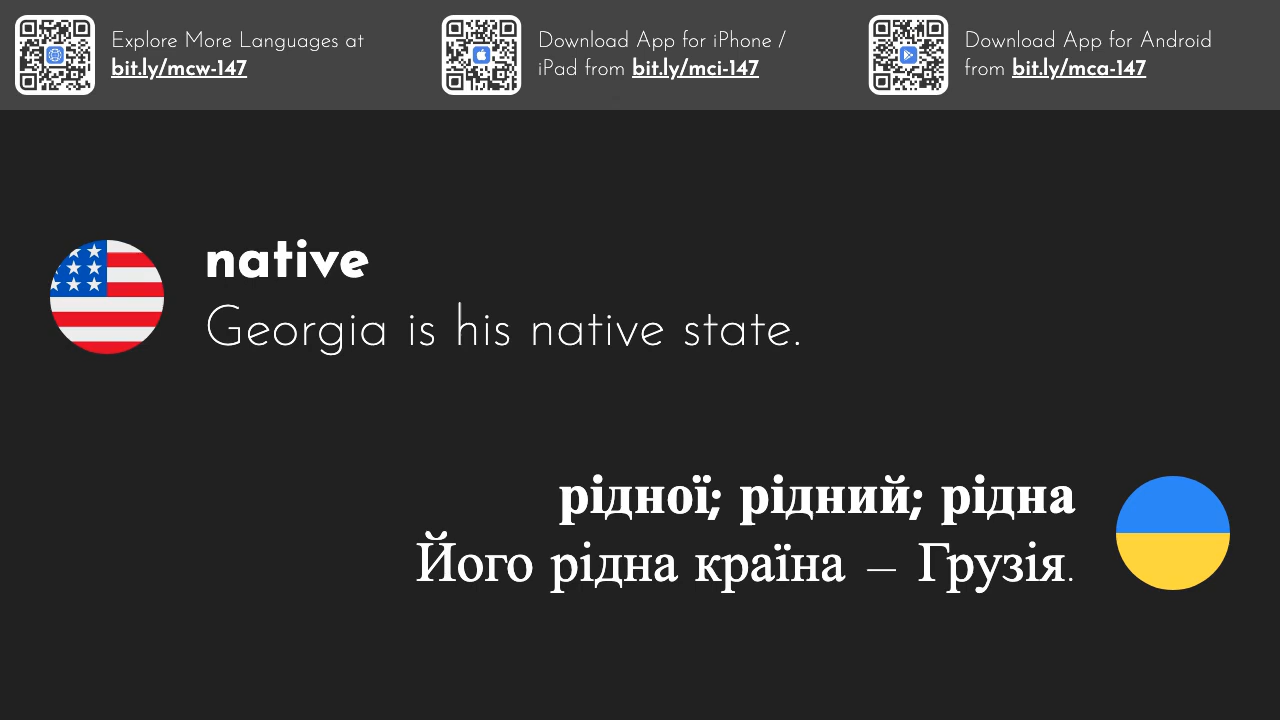 Explore More Languages at
bit.ly/mcw-147
Download App for iPhone /
iPad from bit.ly/mci-147
Download App for Android
from bit.ly/mca-147
native
Georgia is his native state.
рідної; рідний; рідна
Його рідна країна – Грузія.